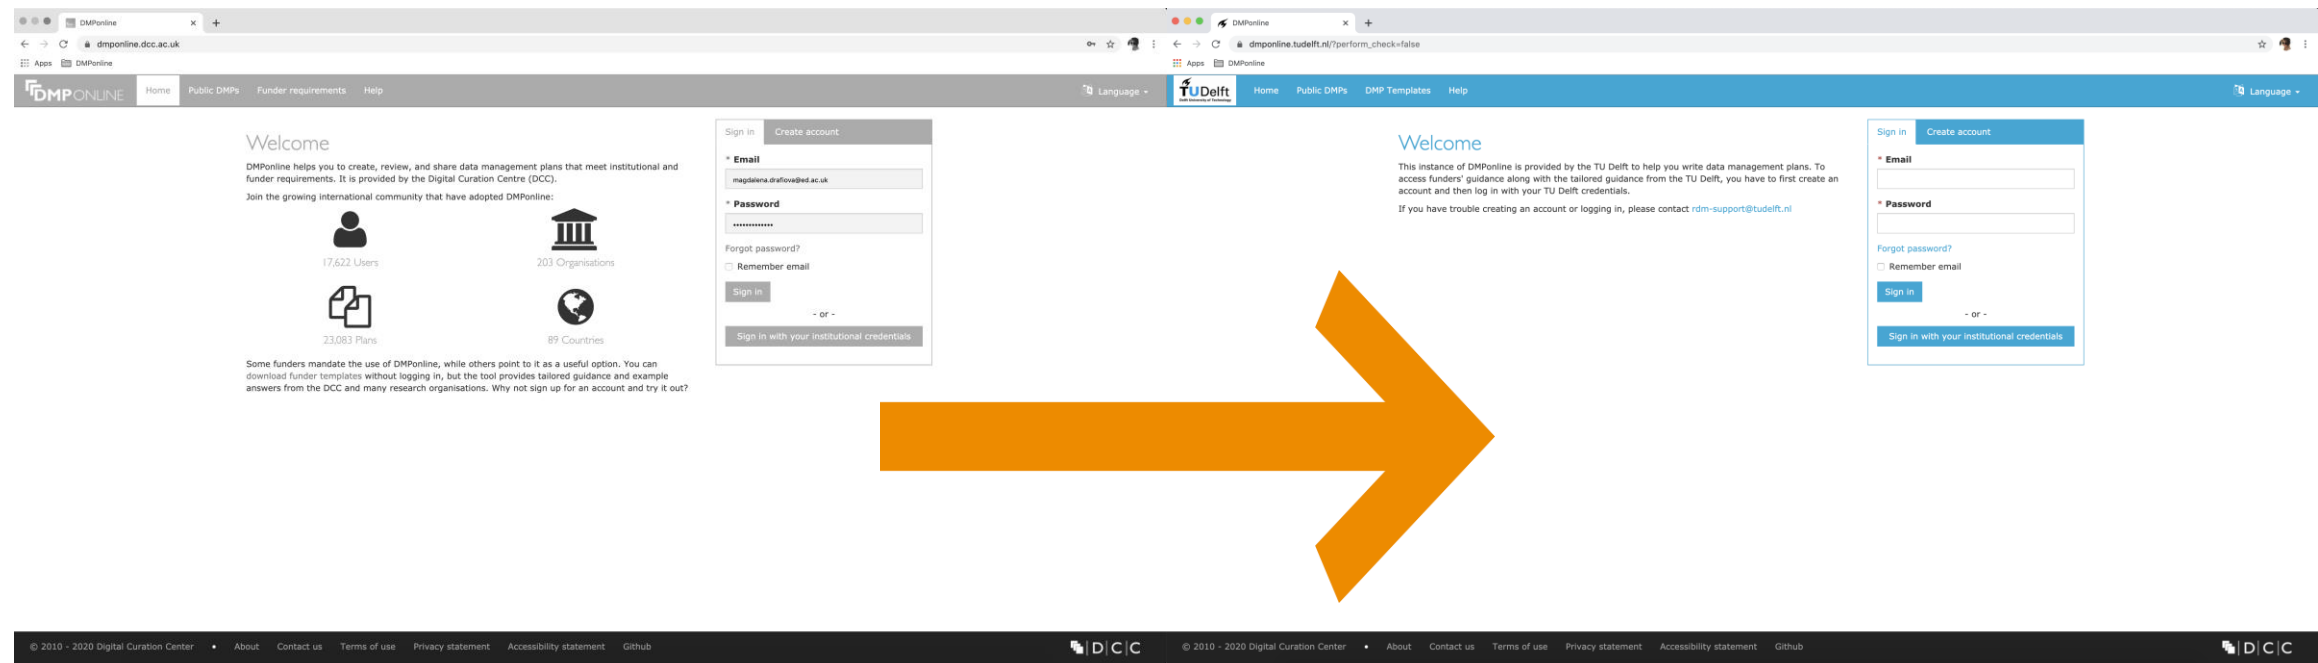 DMPonline
dmponline.dcc.ac.uk
Apps DMPonline
DMPONLINE Home Public DMPs Funder requirements Help Language
Welcome
DMPonline helps you to create, review, and share data management plans that meet institutional and
funder requirements. It is provided by the Digital Curation Centre (DCC).
Join the growing international community that have adopted DMPonline:
17,622 Users
203 Organisations
23,083 Plans
89 Countries
Some funders mandate the use of DMPonline, while others point to it as a useful option. You can
download funder templates without logging in, but the tool provides tailored guidance and example
answers from the DCC and many research organisations. Why not sign up for an account and try it out?
Sign in Create account
* Email
magdalena.drafiova@ed.ac.uk
* Password
Forgot password?
Remember email
Sign in
- or -
Sign in with your institutional credentials
© 2010 - 2020 Digital Curation Center • About Contact us Terms of use Privacy statement Accessibility statement Github
D|C|C
DMPonline
dmponline.tudelft.nl/?perform_check=false
Apps DMPonline
TUDelft Home Public DMPs DMP Templates Help Language
Delft University of Technology
Welcome
This instance of DMPonline is provided by the TU Delft to help you write data management plans. To
access funders' guidance along with the tailored guidance from the TU Delft, you have to first create an
account and then log in with your TU Delft credentials.
If you have trouble creating an account or logging in, please contact rdm-support@tudelft.nl
Sign in Create account
* Email
* Password
Forgot password?
Remember email
Sign in
- or -
Sign in with your institutional credentials
© 2010 - 2020 Digital Curation Center • About Contact us Terms of use Privacy statement Accessibility statement Github
D|C|C